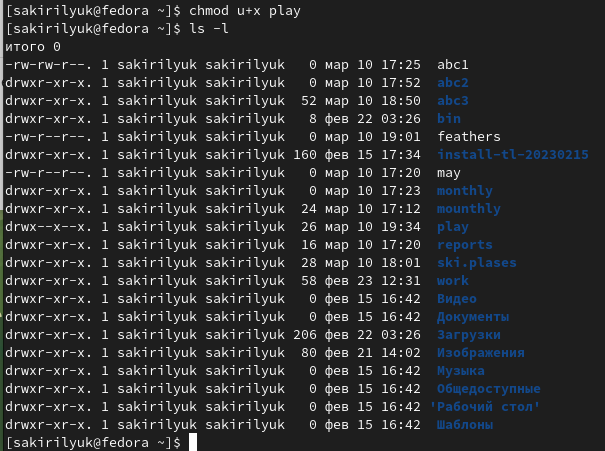 [sakirilyuk@fedora ~]$ chmod u+x play
[sakirilyuk@fedora ~]$ ls -l
итого 0
-rw-rw-r--. 1 sakirilyuk sakirilyuk   0 мар 10 17:25  abc1
drwxr-xr-x. 1 sakirilyuk sakirilyuk   0 мар 10 17:52  abc2
drwxr-xr-x. 1 sakirilyuk sakirilyuk  52 мар 10 18:50  abc3
drwxr-xr-x. 1 sakirilyuk sakirilyuk   8 фев 22 03:26  bin
-rw-r--r--. 1 sakirilyuk sakirilyuk   0 мар 10 19:01  feathers
drwxr-xr-x. 1 sakirilyuk sakirilyuk 160 фев 15 17:34  install-tl-20230215
-rw-r--r--. 1 sakirilyuk sakirilyuk   0 мар 10 17:20  may
drwx--x--x. 1 sakirilyuk sakirilyuk   0 мар 10 17:23  monthly
drwxr-xr-x. 1 sakirilyuk sakirilyuk  24 мар 10 17:12  mounthly
drwx--x--x. 1 sakirilyuk sakirilyuk  26 мар 10 19:34  play
drwxr-xr-x. 1 sakirilyuk sakirilyuk  16 мар 10 17:20  reports
drwxr-xr-x. 1 sakirilyuk sakirilyuk  28 мар 10 18:01  ski.plases
drwxr-xr-x. 1 sakirilyuk sakirilyuk  58 фев 23 12:31  work
drwxr-xr-x. 1 sakirilyuk sakirilyuk   0 фев 15 16:42  Видео
drwxr-xr-x. 1 sakirilyuk sakirilyuk   0 фев 15 16:42  Документы
drwxr-xr-x. 1 sakirilyuk sakirilyuk 206 фев 22 03:26  Загрузки
drwxr-xr-x. 1 sakirilyuk sakirilyuk  80 фев 21 14:02  Изображения
drwxr-xr-x. 1 sakirilyuk sakirilyuk   0 фев 15 16:42  Музыка
drwxr-xr-x. 1 sakirilyuk sakirilyuk   0 фев 15 16:42  Общедоступные
drwxr-xr-x. 1 sakirilyuk sakirilyuk   0 фев 15 16:42 'Рабочий стол'
drwxr-xr-x. 1 sakirilyuk sakirilyuk   0 фев 15 16:42  Шаблоны
[sakirilyuk@fedora ~]$